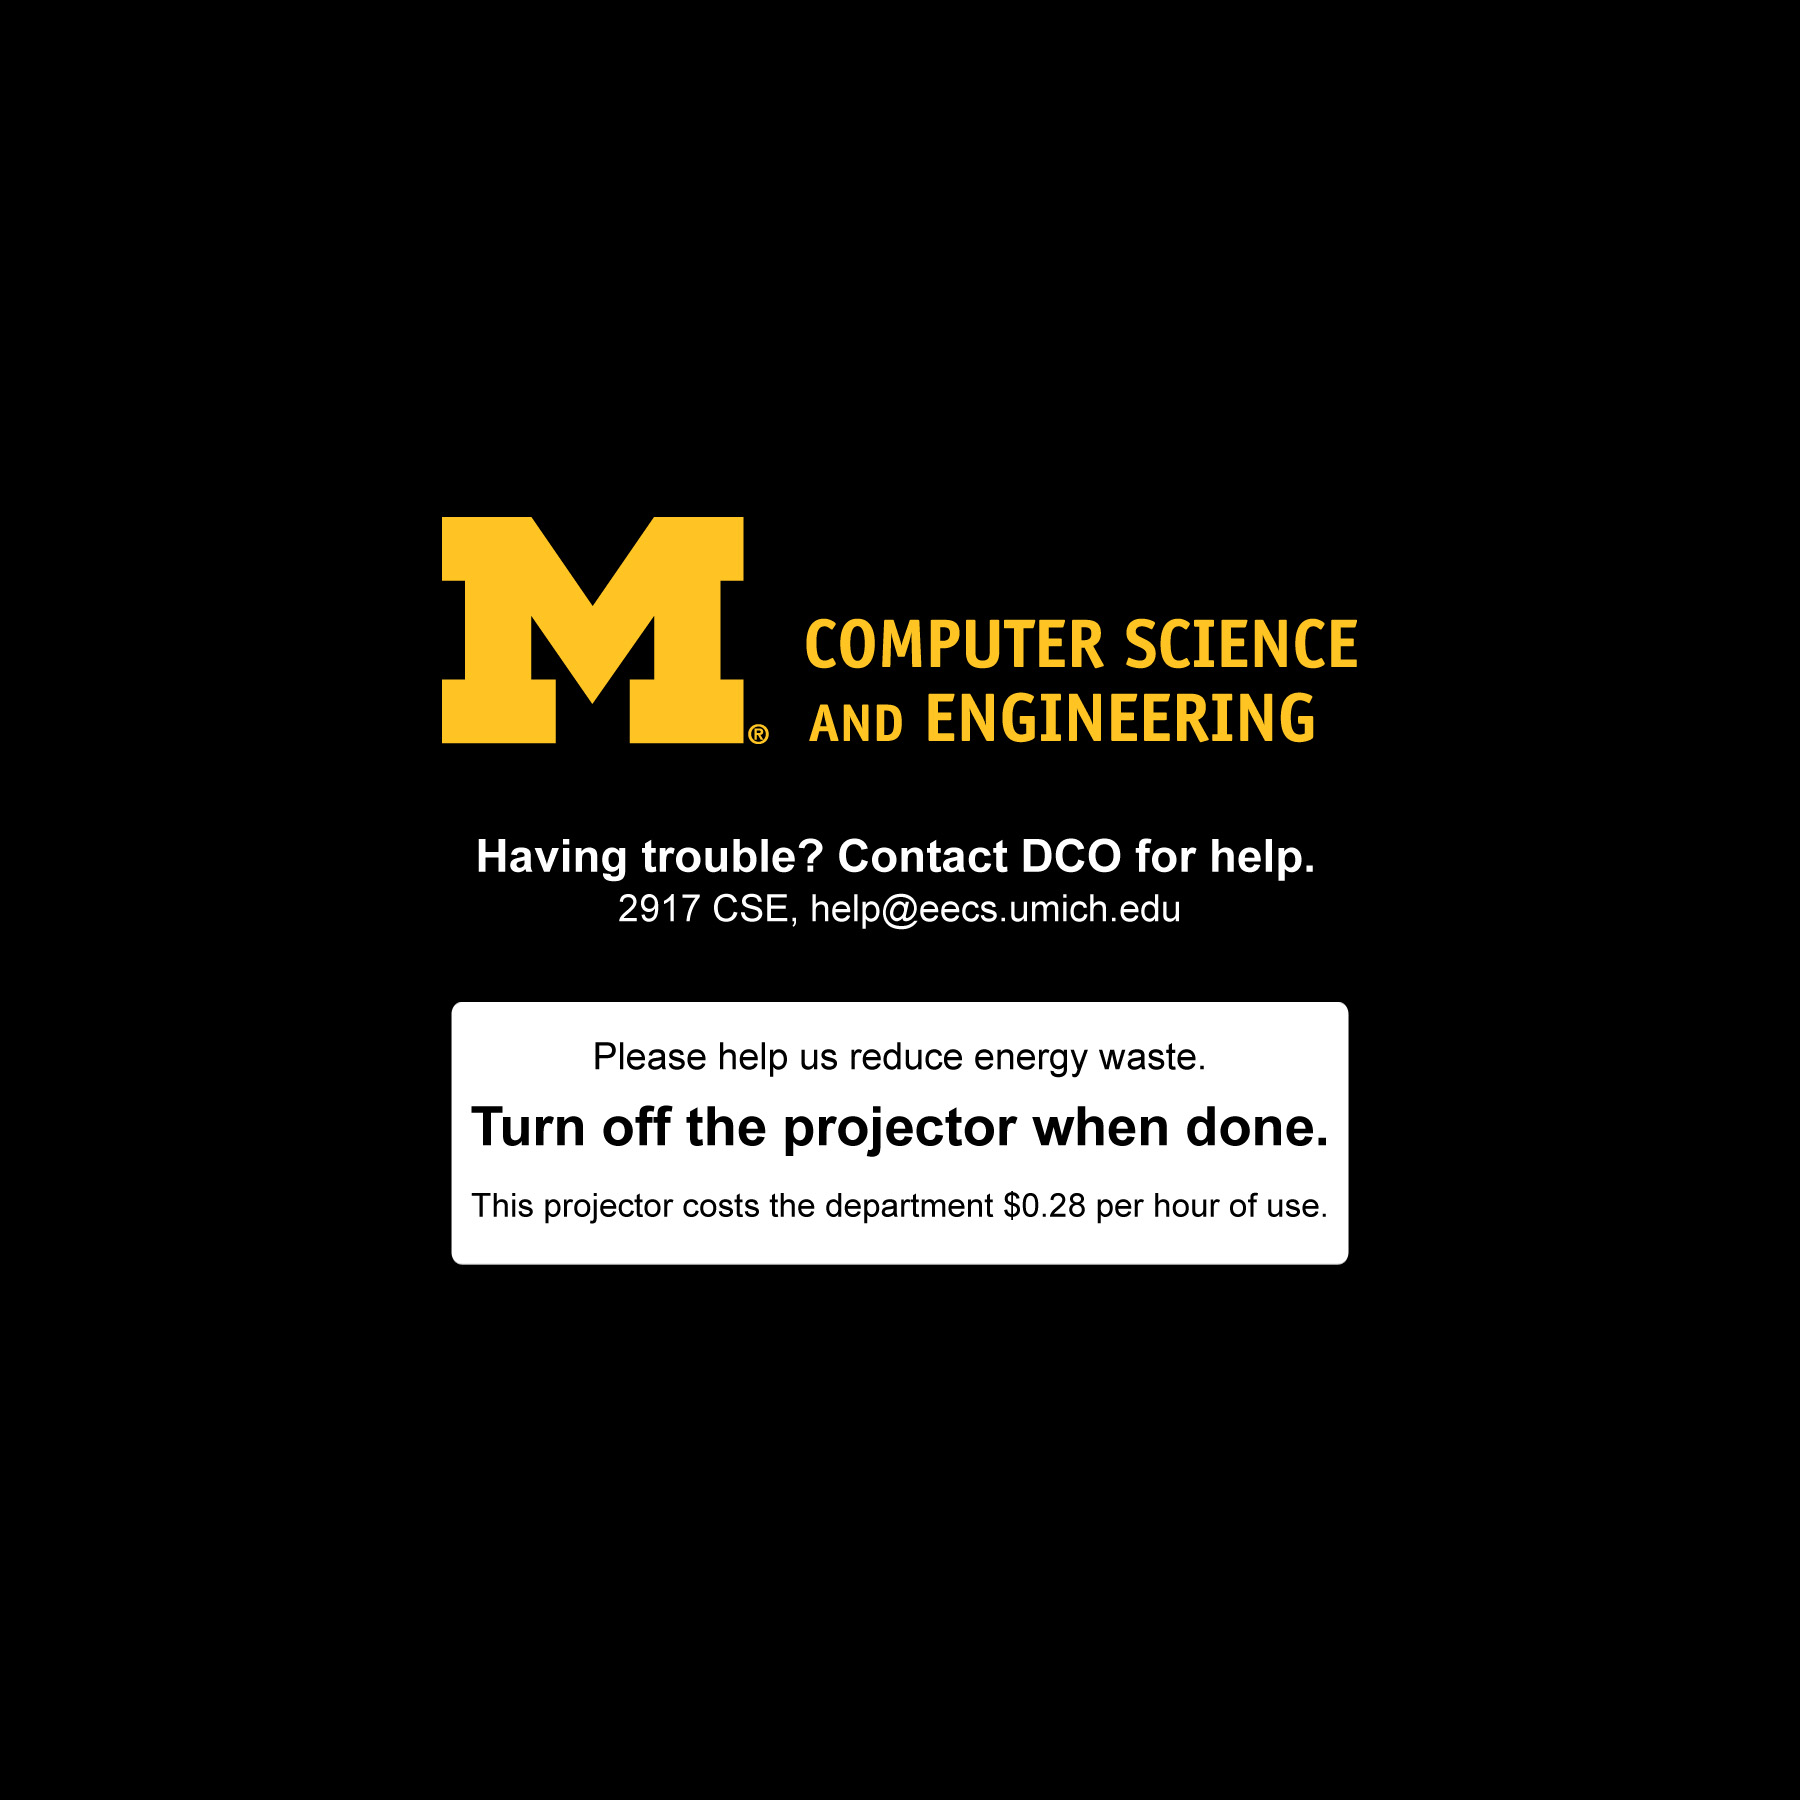 M®
COMPUTER SCIENCE
AND ENGINEERING
Having trouble? Contact DCO for help.
2917 CSE, help@eecs.umich.edu
Please help us reduce energy waste.
Turn off the projector when done.
This projector costs the department $0.28 per hour of use.